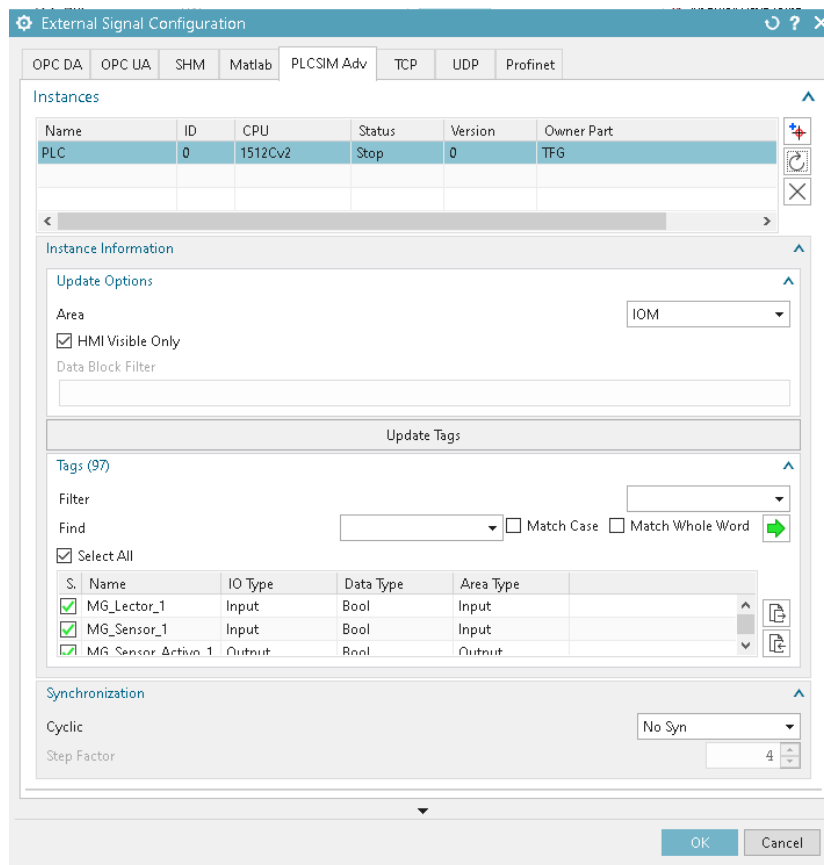 External Signal Configuration
OPC DA OPC UA SHM Matlab PLCSIM Adv TCP UDP Profinet
Instances
Name ID CPU Status Version Owner Part
PLC 0 1512Cv2 Stop 0 TFG
Instance Information
Update Options
Area IOM
HMI Visible Only
Data Block Filter
Update Tags
Tags (97)
Filter
Find Match Case Match Whole Word
Select All
S. Name IO Type Data Type Area Type
MG_Lector_1 Input Bool Input
MG_Sensor_1 Input Bool Input
MG_Sensor_Activo_1 Output Bool Output
Synchronization
Cyclic No Syn
Step Factor 4
OK Cancel